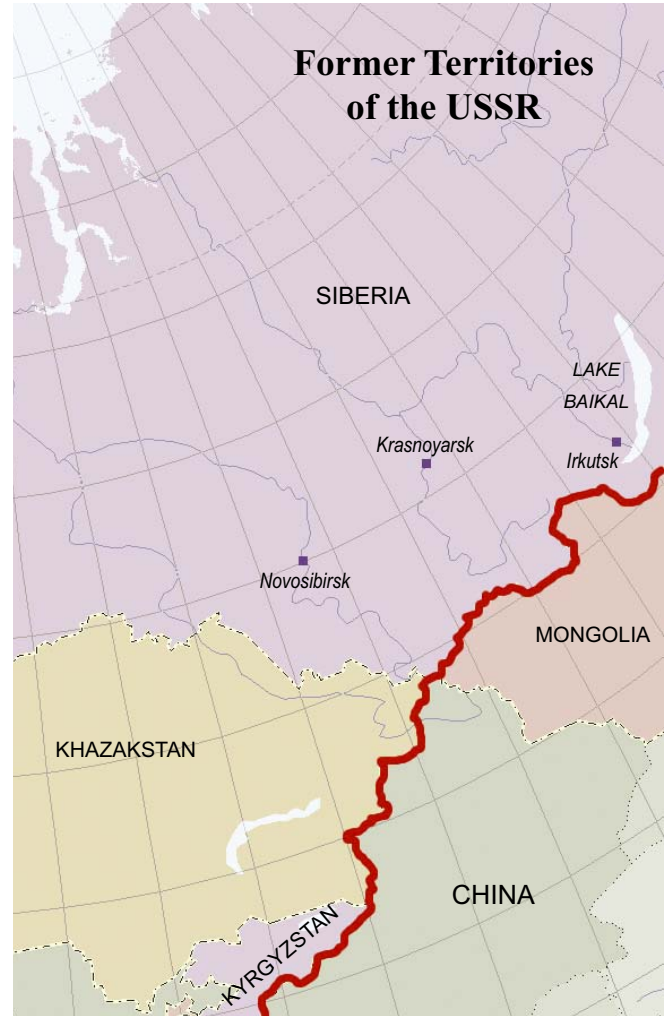 Former Territories
of the USSR
SIBERIA
LAKE
BAIKAL
Krasnoyarsk
Irkutsk
Novosibirsk
MONGOLIA
KHAZAKSTAN
CHINA
KYRGYZSTAN